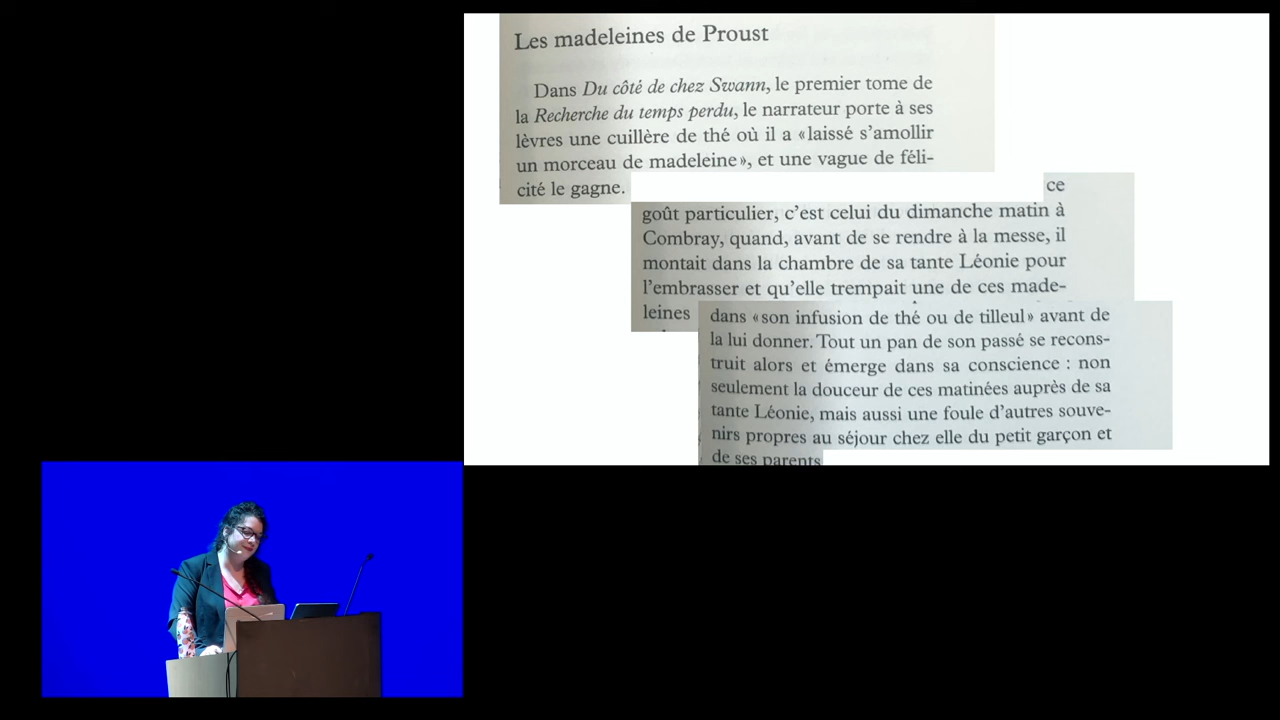 Les madeleines de Proust
Dans Du côté de chez Swann, le premier tome de
la Recherche du temps perdu, le narrateur porte à ses
lèvres une cuillère de thé où il a «laissé s'amollir
un morceau de madeleine», et une vague de féli-
cité le gagne.
ce
goût particulier, c'est celui du dimanche matin à
Combray, quand, avant de se rendre à la messe, il
montait dans la chambre de sa tante Léonie pour
l'embrasser et qu'elle trempait une de ces made-
leines
dans «son infusion de thé ou de tilleul» avant de
la lui donner. Tout un pan de son passé se recons-
truit alors et émerge dans sa conscience : non
seulement la douceur de ces matinées auprès de sa
tante Léonie, mais aussi une foule d'autres souve-
nirs propres au séjour chez elle du petit garçon et
de ses parents